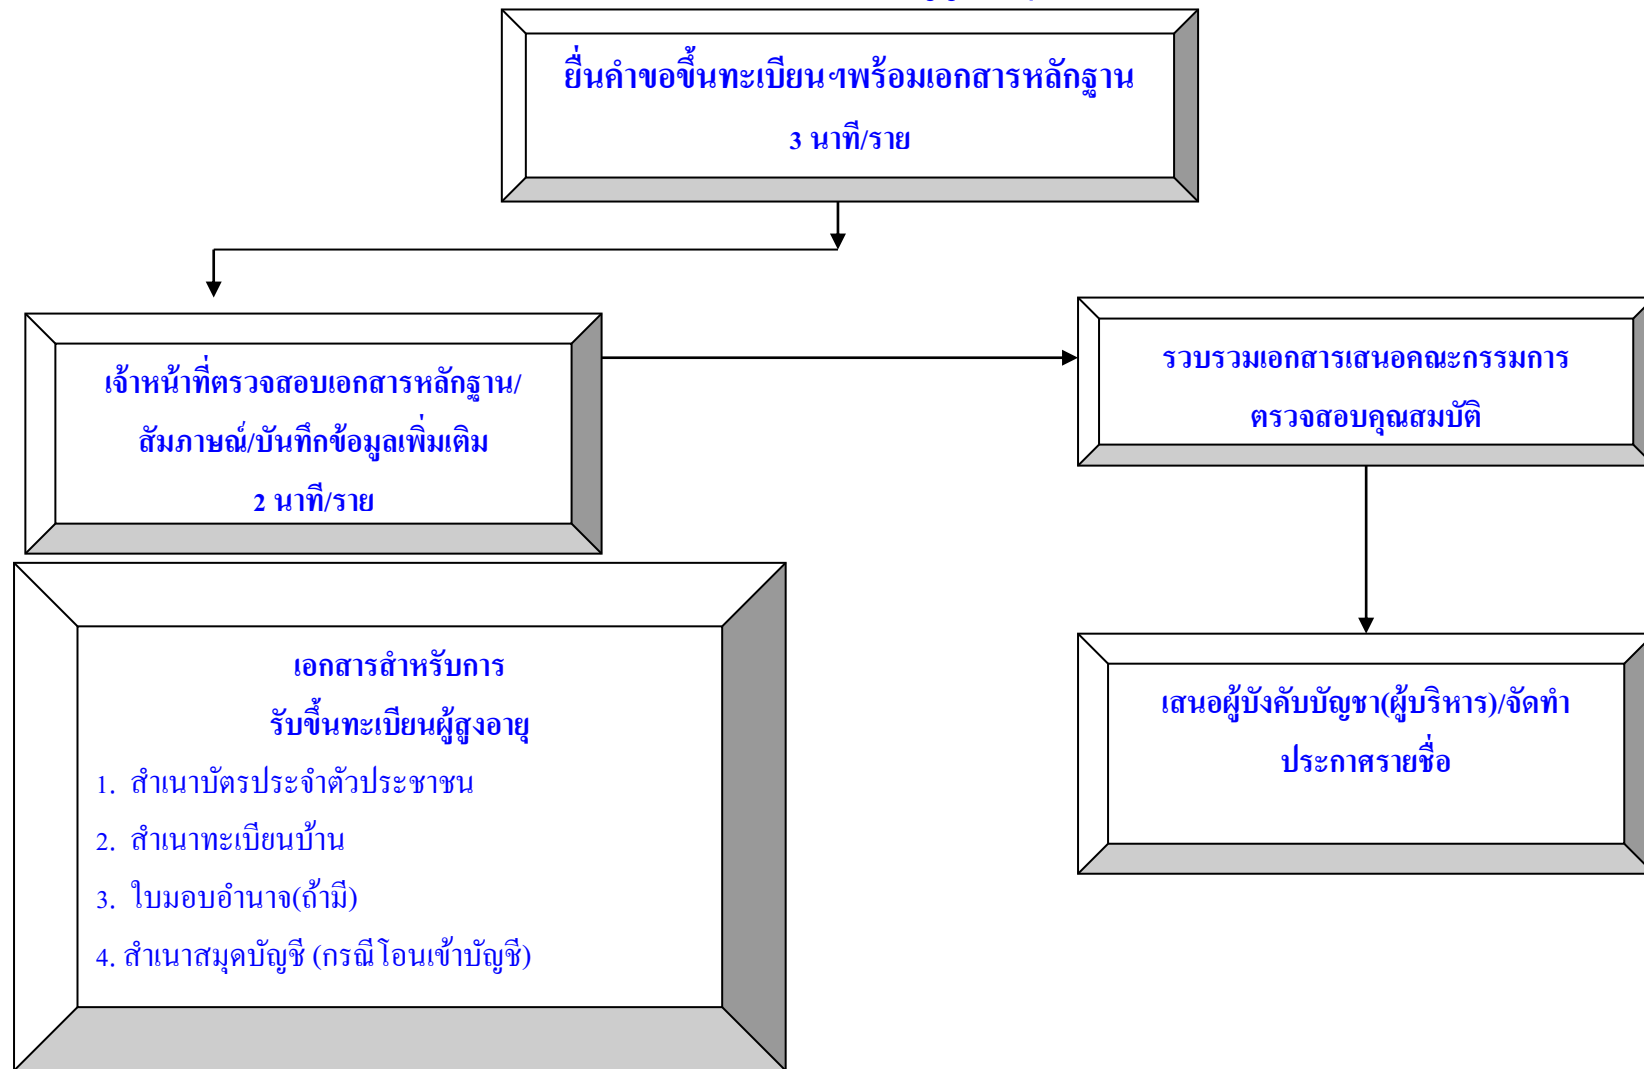 ยื่นคำขอขึ้นทะเบียนฯพร้อมเอกสารหลักฐาน
3 นาที/ราย
เจ้าหน้าที่ตรวจสอบเอกสารหลักฐาน/
สัมภาษณ์/บันทึกข้อมูลเพิ่มเติม
2 นาที/ราย
รวบรวมเอกสารเสนอคณะกรรมการ
ตรวจสอบคุณสมบัติ
เสนอผู้บังคับบัญชา(ผู้บริหาร)/จัดทำ
ประกาศรายชื่อ
เอกสารสำหรับการ
รับขึ้นทะเบียนผู้สูงอายุ
1. สำเนาบัตรประจำตัวประชาชน
2. สำเนาทะเบียนบ้าน
3. ใบมอบอำนาจ(ถ้ามี)
4. สำเนาสมุดบัญชี (กรณีโอนเข้าบัญชี)